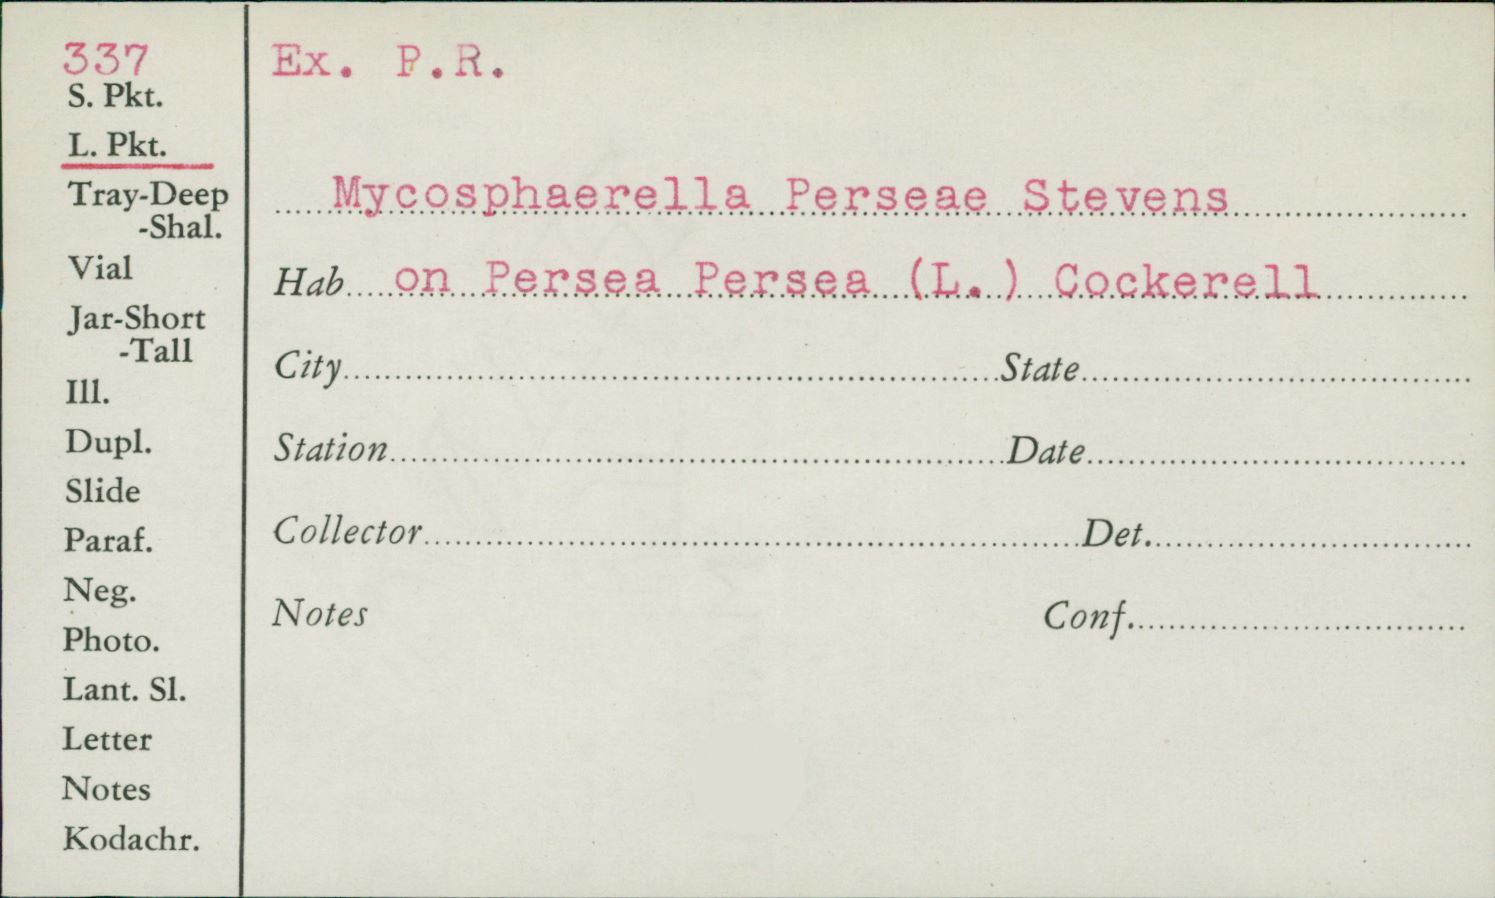 337
S. Pkt.
L. Pkt.
Tray-Deep
-Shal.
Vial
Jar-Short
-Tall
Ill.
Dupl.
Slide
Paraf.
Neg.
Photo.
Lant. Sl.
Letter
Notes
Kodachr.
Ex. P.R.
Mycosphaerella Perseae Stevens
Hab on Persea Persea (L.) Cockerell
City State
Station Date
Collector Det.
Notes Conf.